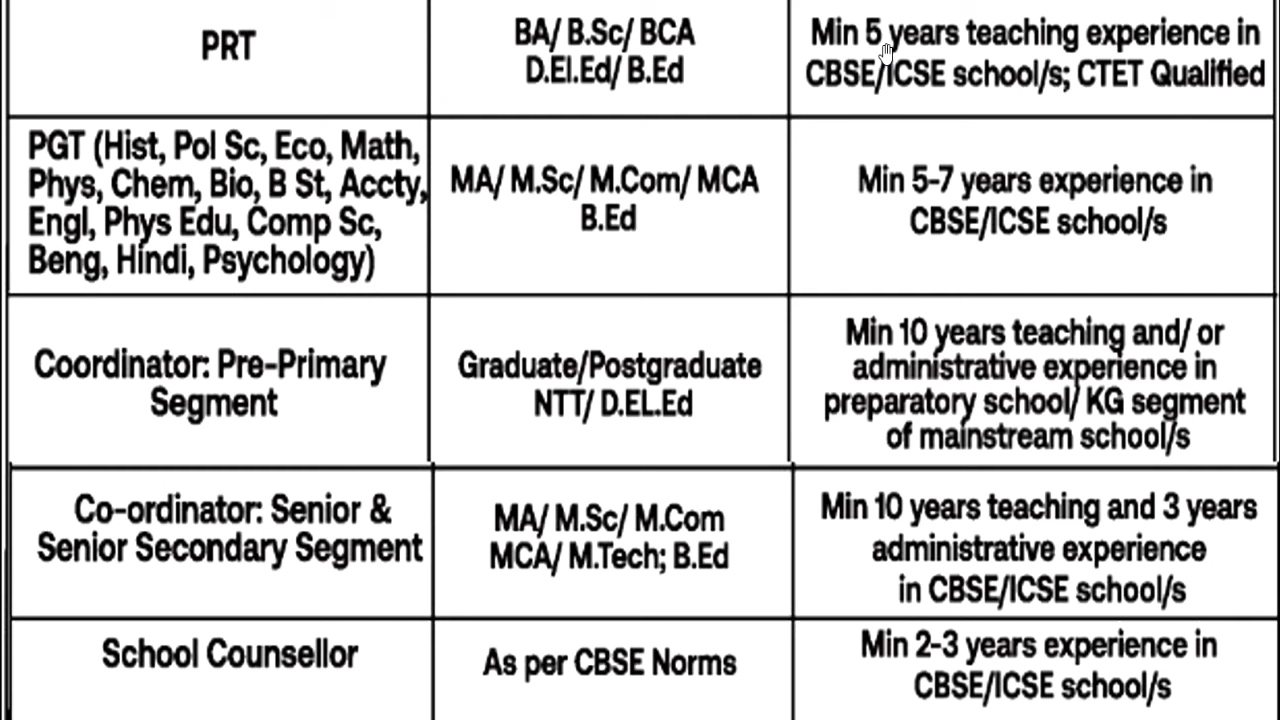 PRT
BA/ B.Sc/ BCA
D.El.Ed/ B.Ed
Min 5 years teaching experience in
CBSE/ICSE school/s; CTET Qualified
PGT (Hist, Pol Sc, Eco, Math,
Phys, Chem, Bio, B St, Accty,
Engl, Phys Edu, Comp Sc,
Beng, Hindi, Psychology)
MA/ M.Sc/ M.Com/ MCA
B.Ed
Min 5-7 years experience in
CBSE/ICSE school/s
Coordinator: Pre-Primary
Segment
Graduate/Postgraduate
NTT/ D.EL.Ed
Min 10 years teaching and/ or
administrative experience in
preparatory school/ KG segment
of mainstream school/s
Co-ordinator: Senior &
Senior Secondary Segment
MA/ M.Sc/ M.Com
MCA/ M.Tech; B.Ed
Min 10 years teaching and 3 years
administrative experience
in CBSE/ICSE school/s
School Counsellor
As per CBSE Norms
Min 2-3 years experience in
CBSE/ICSE school/s